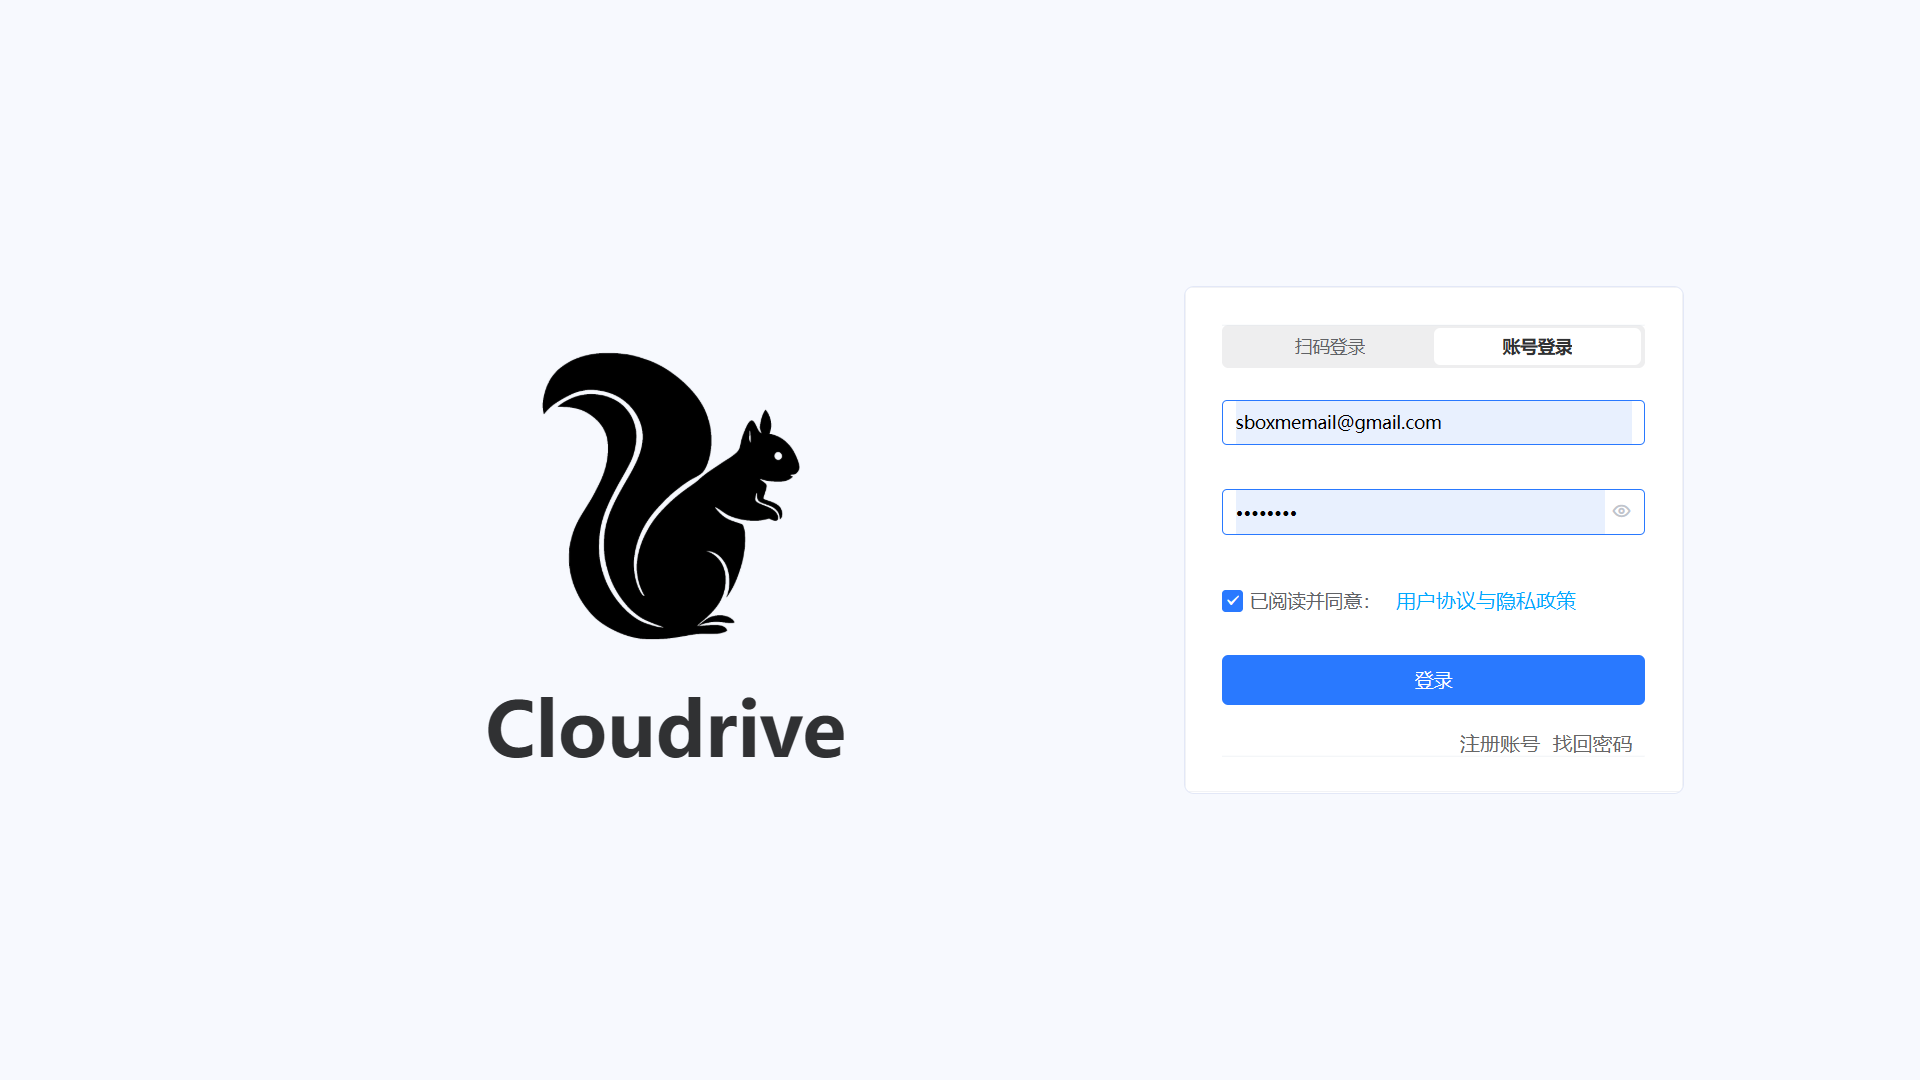 Cloudrive
扫码登录 账号登录
sboxmemail@gmail.com
••••••••
已阅读并同意： 用户协议与隐私政策
登录
注册账号 找回密码